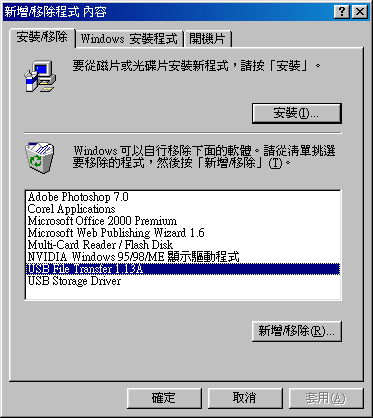 新增/移除程式 內容
安裝/移除
Windows 安裝程式
開機片
要從磁片或光碟片安裝新程式，請按「安裝」。
安裝(I)...
Windows 可以自行移除下面的軟體。請從清單挑選
要移除的程式，然後按「新增/移除」(T)。
Adobe Photoshop 7.0
Corel Applications
Microsoft Office 2000 Premium
Microsoft Web Publishing Wizard 1.6
Multi-Card Reader / Flash Disk
NVIDIA Windows 95/98/ME 顯示驅動程式
USB File Transfer 1.13A
USB Storage Driver
新增/移除(R)...
確定
取消
套用(A)